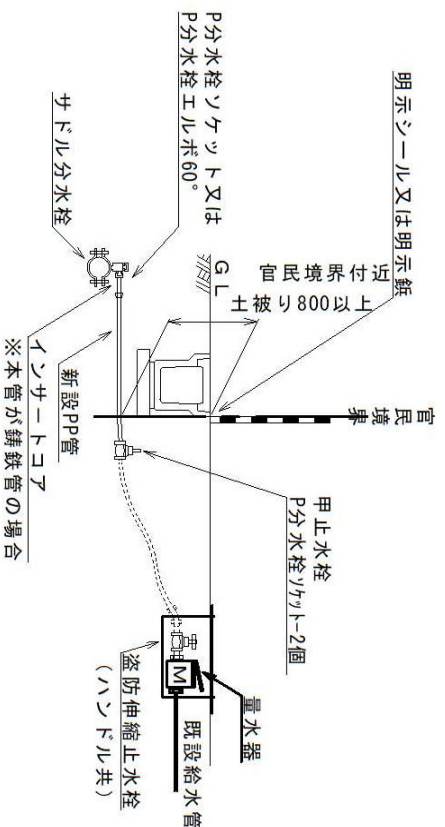 P分水栓ソケット又は
P分水栓エルボ60°
サドル分水栓
明示シール又は明示鋲
官民境界付近
土被り800以上
GL
官民境界
新設PP管
インサートコア
※本管が鋳鉄管の場合
甲止水栓
P分水栓ソケットｰ2個
量水器
M
既設給水管
盗防伸縮止水栓
(ハンドル共)